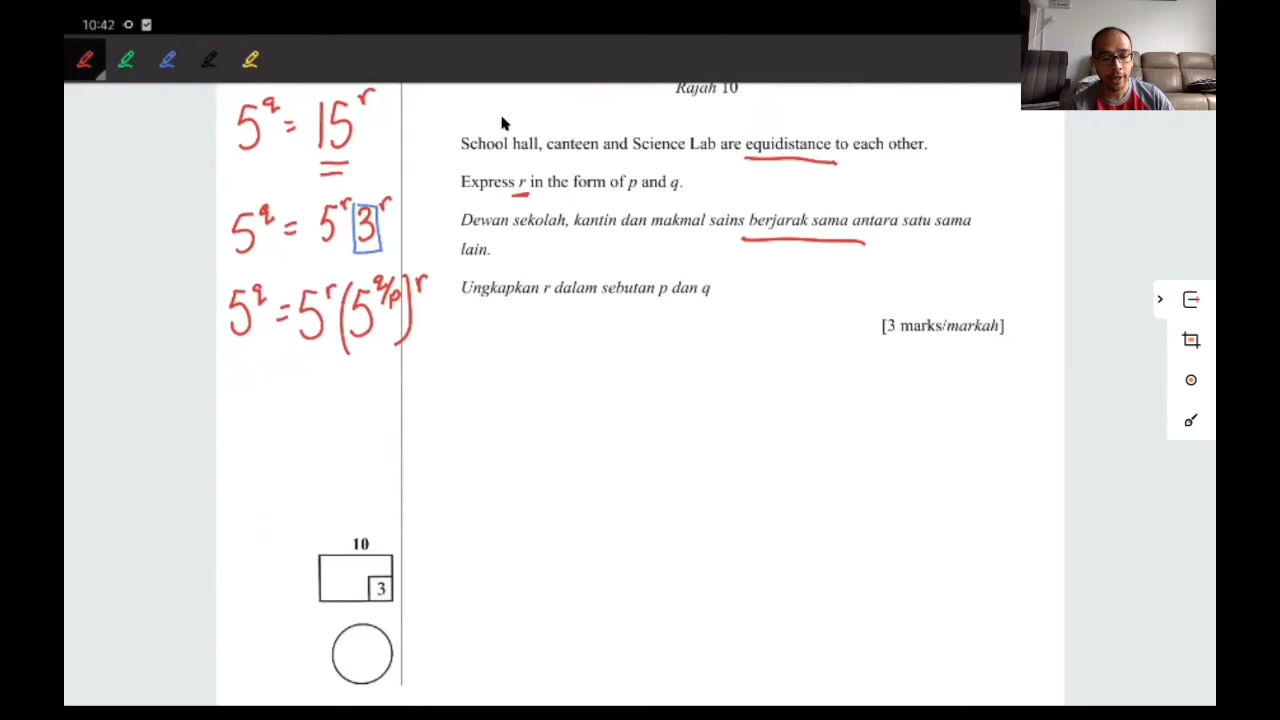 10:42
Rajah 10
5^q = 15^r
School hall, canteen and Science Lab are equidistance to each other.
Express r in the form of p and q.
5^q = 5^r 3^r
Dewan sekolah, kantin dan makmal sains berjarak sama antara satu sama
lain.
5^q = 5^r (5^{q/p})^r
Ungkapkan r dalam sebutan p dan q
[3 marks/markah]
10
3